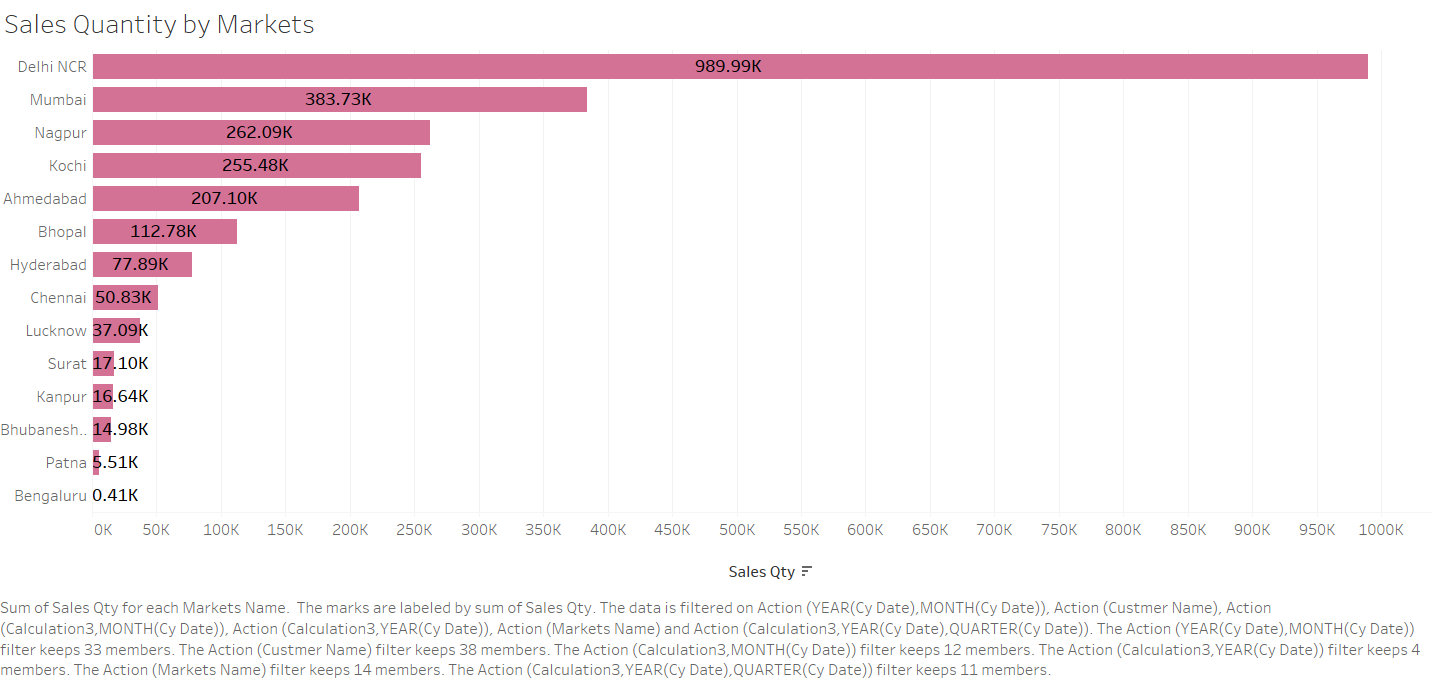 Sales Quantity by Markets
Delhi NCR 989.99K
Mumbai 383.73K
Nagpur 262.09K
Kochi 255.48K
Ahmedabad 207.10K
Bhopal 112.78K
Hyderabad 77.89K
Chennai 50.83K
Lucknow 37.09K
Surat 17.10K
Kanpur 16.64K
Bhubanesh.. 14.98K
Patna 5.51K
Bengaluru 0.41K
0K 50K 100K 150K 200K 250K 300K 350K 400K 450K 500K 550K 600K 650K 700K 750K 800K 850K 900K 950K 1000K
Sales Qty
Sum of Sales Qty for each Markets Name.  The marks are labeled by sum of Sales Qty. The data is filtered on Action (YEAR(Cy Date),MONTH(Cy Date)), Action (Custmer Name), Action
(Calculation3,MONTH(Cy Date)), Action (Calculation3,YEAR(Cy Date)), Action (Markets Name) and Action (Calculation3,YEAR(Cy Date),QUARTER(Cy Date)). The Action (YEAR(Cy Date),MONTH(Cy Date))
filter keeps 33 members. The Action (Custmer Name) filter keeps 38 members. The Action (Calculation3,MONTH(Cy Date)) filter keeps 12 members. The Action (Calculation3,YEAR(Cy Date)) filter keeps 4
members. The Action (Markets Name) filter keeps 14 members. The Action (Calculation3,YEAR(Cy Date),QUARTER(Cy Date)) filter keeps 11 members.